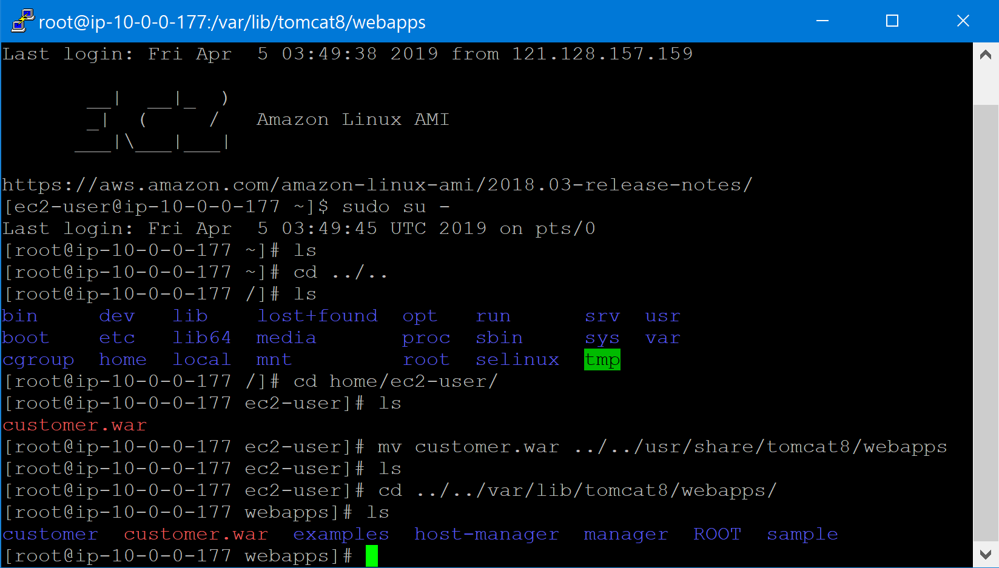 root@ip-10-0-0-177:/var/lib/tomcat8/webapps
Last login: Fri Apr  5 03:49:38 2019 from 121.128.157.159
       __|  __|_  )
       _|  (     /   Amazon Linux AMI
      ___|\___|___|
https://aws.amazon.com/amazon-linux-ami/2018.03-release-notes/
[ec2-user@ip-10-0-0-177 ~]$ sudo su -
Last login: Fri Apr  5 03:49:45 UTC 2019 on pts/0
[root@ip-10-0-0-177 ~]# ls
[root@ip-10-0-0-177 ~]# cd ../..
[root@ip-10-0-0-177 /]# ls
bin     dev   lib    lost+found  opt   run      srv  usr
boot    etc   lib64  media       proc  sbin     sys  var
cgroup  home  local  mnt         root  selinux  tmp
[root@ip-10-0-0-177 /]# cd home/ec2-user/
[root@ip-10-0-0-177 ec2-user]# ls
customer.war
[root@ip-10-0-0-177 ec2-user]# mv customer.war ../../usr/share/tomcat8/webapps
[root@ip-10-0-0-177 ec2-user]# ls
[root@ip-10-0-0-177 ec2-user]# cd ../../var/lib/tomcat8/webapps/
[root@ip-10-0-0-177 webapps]# ls
customer  customer.war  examples  host-manager  manager  ROOT  sample
[root@ip-10-0-0-177 webapps]#